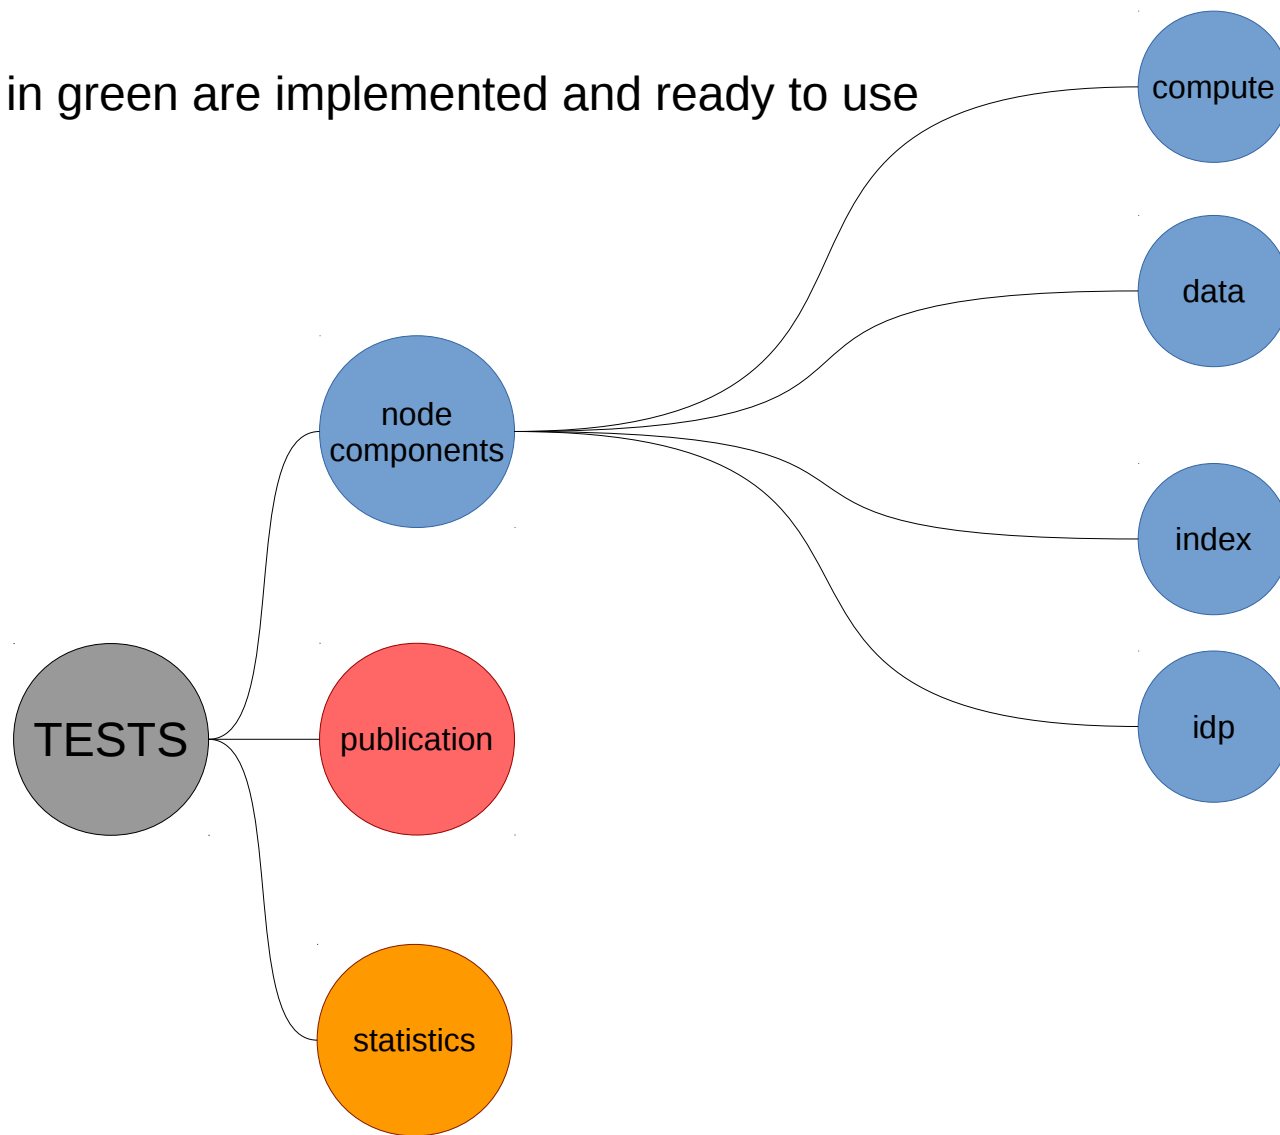 in green are implemented and ready to use
compute
data
node
components
index
idp
TESTS
publication
statistics